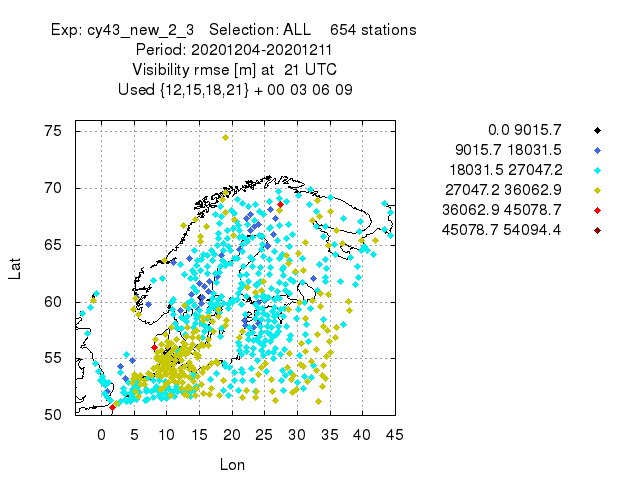 Exp: cy43_new_2_3   Selection: ALL    654 stations
Period: 20201204-20201211
Visibility rmse [m] at  21 UTC
Used {12,15,18,21} + 00 03 06 09
0.0 9015.7
9015.7 18031.5
18031.5 27047.2
27047.2 36062.9
36062.9 45078.7
45078.7 54094.4
75
70
65
60
55
50
Lat
0 5 10 15 20 25 30 35 40 45
Lon